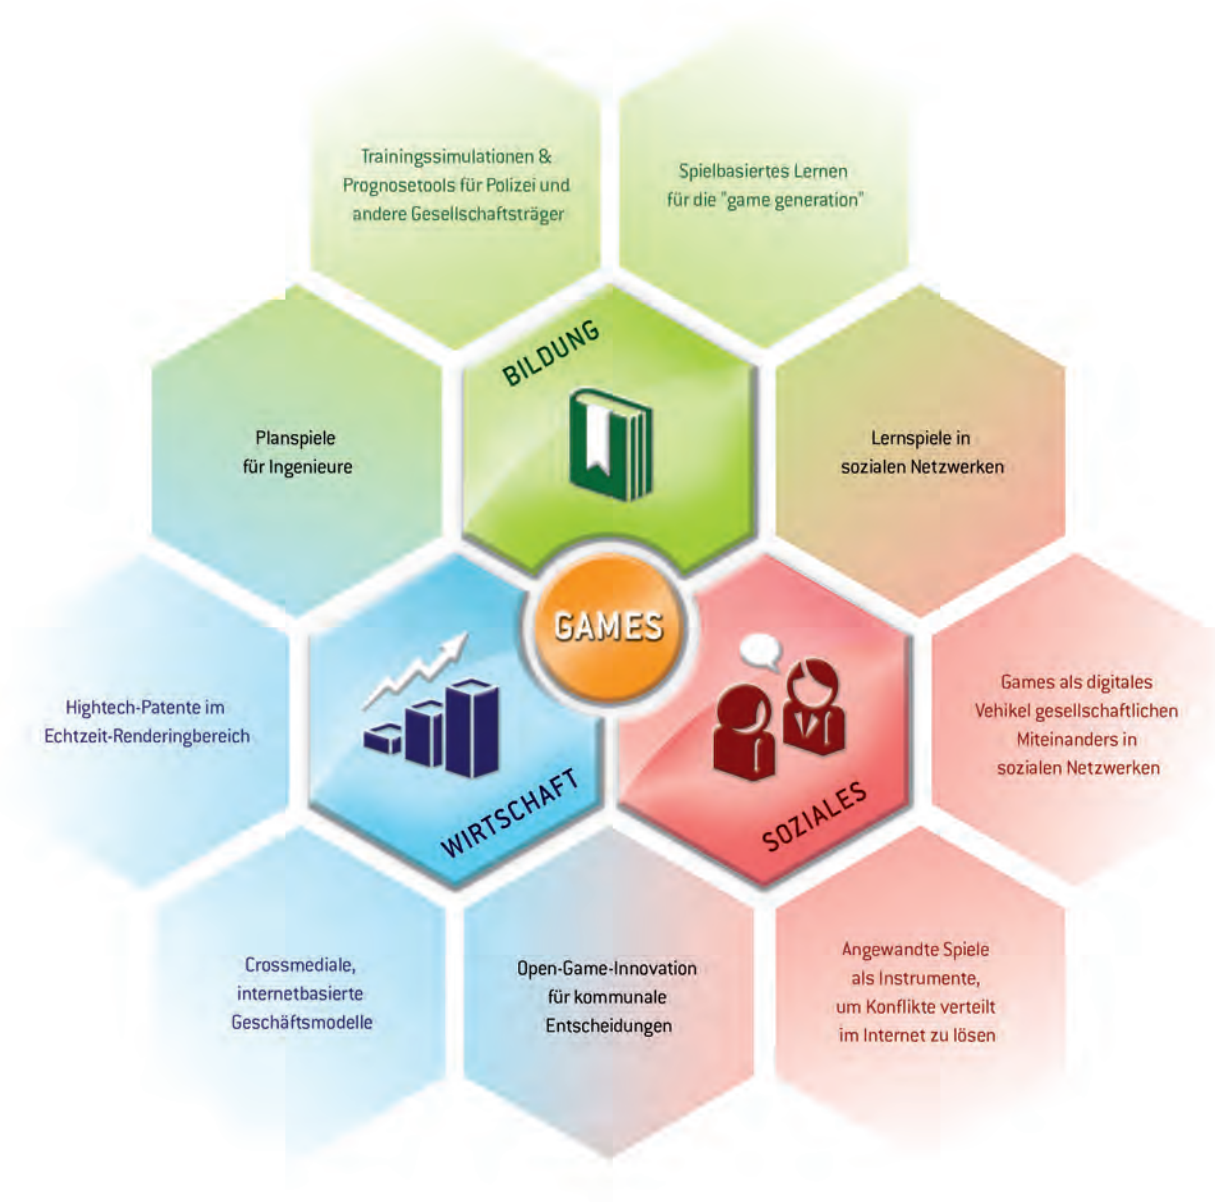 Trainingssimulationen &
Prognosetools für Polizei und
andere Gesellschaftsträger
Spielbasiertes Lernen
für die "game generation"
BILDUNG
Planspiele
für Ingenieure
Lernspiele in
sozialen Netzwerken
GAMES
Hightech-Patente im
Echtzeit-Renderingbereich
WIRTSCHAFT
SOZIALES
Games als digitales
Vehikel gesellschaftlichen
Miteinanders in
sozialen Netzwerken
Crossmediale,
internetbasierte
Geschäftsmodelle
Open-Game-Innovation
für kommunale
Entscheidungen
Angewandte Spiele
als Instrumente,
um Konflikte verteilt
im Internet zu lösen